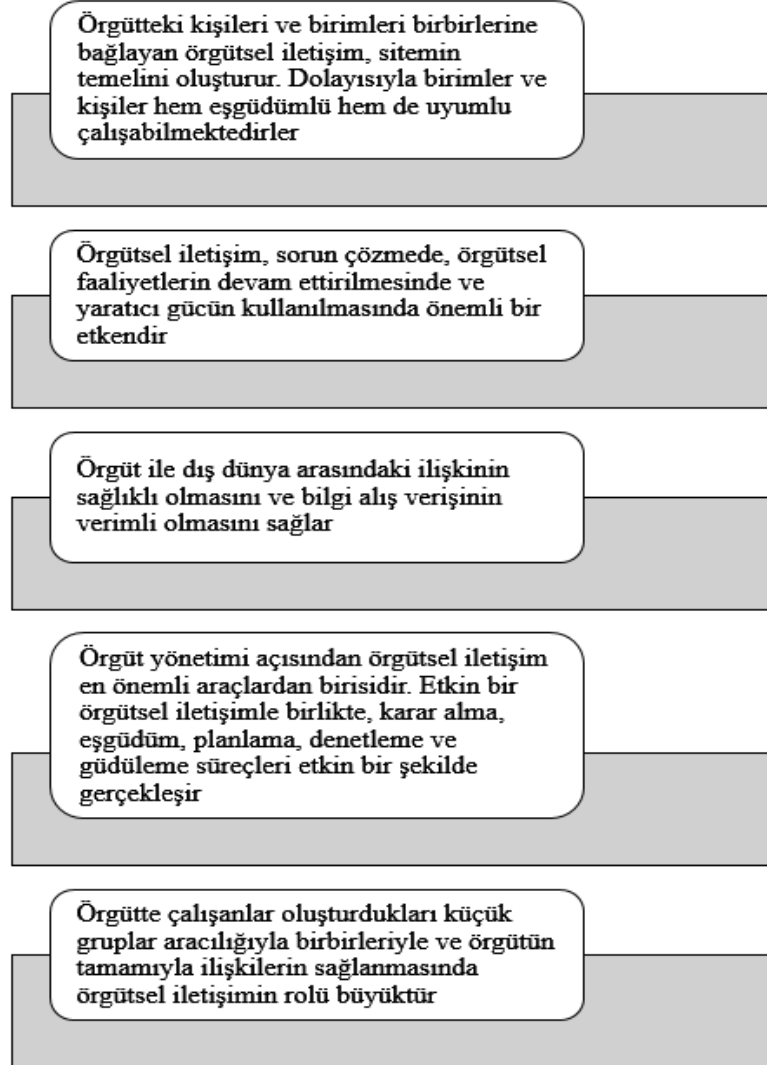 Örgütteki kişileri ve birimleri birbirlerine
bağlayan örgütsel iletişim, sitemin
temelini oluşturur. Dolayısıyla birimler ve
kişiler hem eşgüdümlü hem de uyumlu
çalışabilmektedirler
Örgütsel iletişim, sorun çözmede, örgütsel
faaliyetlerin devam ettirilmesinde ve
yaratıcı gücün kullanılmasında önemli bir
etkendir
Örgüt ile dış dünya arasındaki ilişkinin
sağlıklı olmasını ve bilgi alış verişinin
verimli olmasını sağlar
Örgüt yönetimi açısından örgütsel iletişim
en önemli araçlardan birisidir. Etkin bir
örgütsel iletişimle birlikte, karar alma,
eşgüdüm, planlama, denetleme ve
güdüleme süreçleri etkin bir şekilde
gerçekleşir
Örgütte çalışanlar oluşturdukları küçük
gruplar aracılığıyla birbirleriyle ve örgütün
tamamıyla ilişkilerin sağlanmasında
örgütsel iletişimin rolü büyüktür